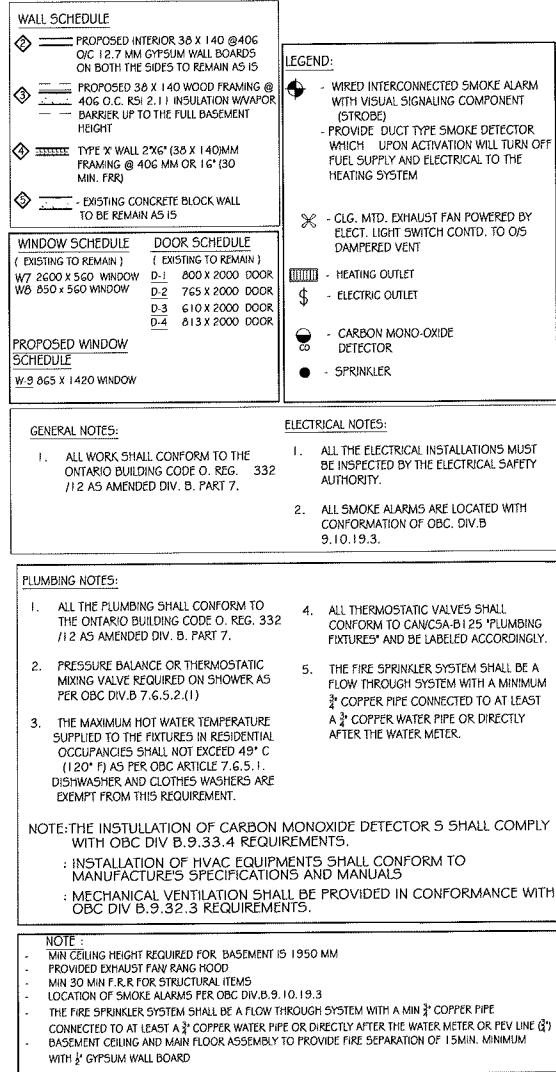 WALL SCHEDULE
2 PROPOSED INTERIOR 38 X 140 @406
O/C 12.7 MM GYPSUM WALL BOARDS
ON BOTH THE SIDES TO REMAIN AS IS
3 PROPOSED 38 X 140 WOOD FRAMING @
406 O.C. RSI 2.11 INSULATION W/VAPOR
BARRIER UP TO THE FULL BASEMENT
HEIGHT
4 TYPE 'X' WALL 2"X6" (38 X 140)MM
FRAMING @ 406 MM OR 16" (30
MIN. FRR)
5 - EXISTING CONCRETE BLOCK WALL
TO BE REMAIN AS IS
WINDOW SCHEDULE
( EXISTING TO REMAIN )
W7 2600 X 560 WINDOW
W8 850 X 560 WINDOW
PROPOSED WINDOW
SCHEDULE
W-9 865 X 1420 WINDOW
DOOR SCHEDULE
( EXISTING TO REMAIN )
D-1 800 X 2000 DOOR
D-2 765 X 2000 DOOR
D-3 610 X 2000 DOOR
D-4 813 X 2000 DOOR
LEGEND:
- WIRED INTERCONNECTED SMOKE ALARM
WITH VISUAL SIGNALING COMPONENT
(STROBE)
- PROVIDE DUCT TYPE SMOKE DETECTOR
WHICH UPON ACTIVATION WILL TURN OFF
FUEL SUPPLY AND ELECTRICAL TO THE
HEATING SYSTEM
- CLG. MTD. EXHAUST FAN POWERED BY
ELECT. LIGHT SWITCH CONTD. TO O/S
DAMPERED VENT
- HEATING OUTLET
$ - ELECTRIC OUTLET
- CARBON MONO-OXIDE
CO DETECTOR
- SPRINKLER
GENERAL NOTES:
1. ALL WORK SHALL CONFORM TO THE
ONTARIO BUILDING CODE O. REG. 332
/12 AS AMENDED DIV. B. PART 7.
ELECTRICAL NOTES:
1. ALL THE ELECTRICAL INSTALLATIONS MUST
BE INSPECTED BY THE ELECTRICAL SAFETY
AUTHORITY.
2. ALL SMOKE ALARMS ARE LOCATED WITH
CONFORMATION OF OBC. DIV.B
9.10.19.3.
PLUMBING NOTES:
1. ALL THE PLUMBING SHALL CONFORM TO
THE ONTARIO BUILDING CODE O. REG. 332
/12 AS AMENDED DIV. B. PART 7.
2. PRESSURE BALANCE OR THERMOSTATIC
MIXING VALVE REQUIRED ON SHOWER AS
PER OBC DIV.B 7.6.5.2.(1)
3. THE MAXIMUM HOT WATER TEMPERATURE
SUPPLIED TO THE FIXTURES IN RESIDENTIAL
OCCUPANCIES SHALL NOT EXCEED 49° C
(120° F) AS PER OBC ARTICLE 7.6.5.1.
DISHWASHER AND CLOTHES WASHERS ARE
EXEMPT FROM THIS REQUIREMENT.
4. ALL THERMOSTATIC VALVES SHALL
CONFORM TO CAN/CSA-B125 "PLUMBING
FIXTURES" AND BE LABELED ACCORDINGLY.
5. THE FIRE SPRINKLER SYSTEM SHALL BE A
FLOW THROUGH SYSTEM WITH A MINIMUM
¾" COPPER PIPE CONNECTED TO AT LEAST
A ¾" COPPER WATER PIPE OR DIRECTLY
AFTER THE WATER METER.
NOTE:THE INSTULLATION OF CARBON MONOXIDE DETECTOR S SHALL COMPLY
WITH OBC DIV B.9.33.4 REQUIREMENTS.
: INSTALLATION OF HVAC EQUIPMENTS SHALL CONFORM TO
MANUFACTURE'S SPECIFICATIONS AND MANUALS
: MECHANICAL VENTILATION SHALL BE PROVIDED IN CONFORMANCE WITH
OBC DIV B.9.32.3 REQUIREMENTS.
NOTE :
- MIN CEILING HEIGHT REQUIRED FOR BASEMENT IS 1950 MM
- PROVIDED EXHAUST FAN/ RANG HOOD
- MIN 30 MIN F.R.R FOR STRUCTURAL ITEMS
- LOCATION OF SMOKE ALARMS PER OBC DIV.B.9.10.19.3
- THE FIRE SPRINKLER SYSTEM SHALL BE A FLOW THROUGH SYSTEM WITH A MIN ¾" COPPER PIPE
CONNECTED TO AT LEAST A ¾" COPPER WATER PIPE OR DIRECTLY AFTER THE WATER METER OR PEV LINE (¾")
- BASEMENT CEILING AND MAIN FLOOR ASSEMBLY TO PROVIDE FIRE SEPARATION OF 15MIN. MINIMUM
WITH ½" GYPSUM WALL BOARD